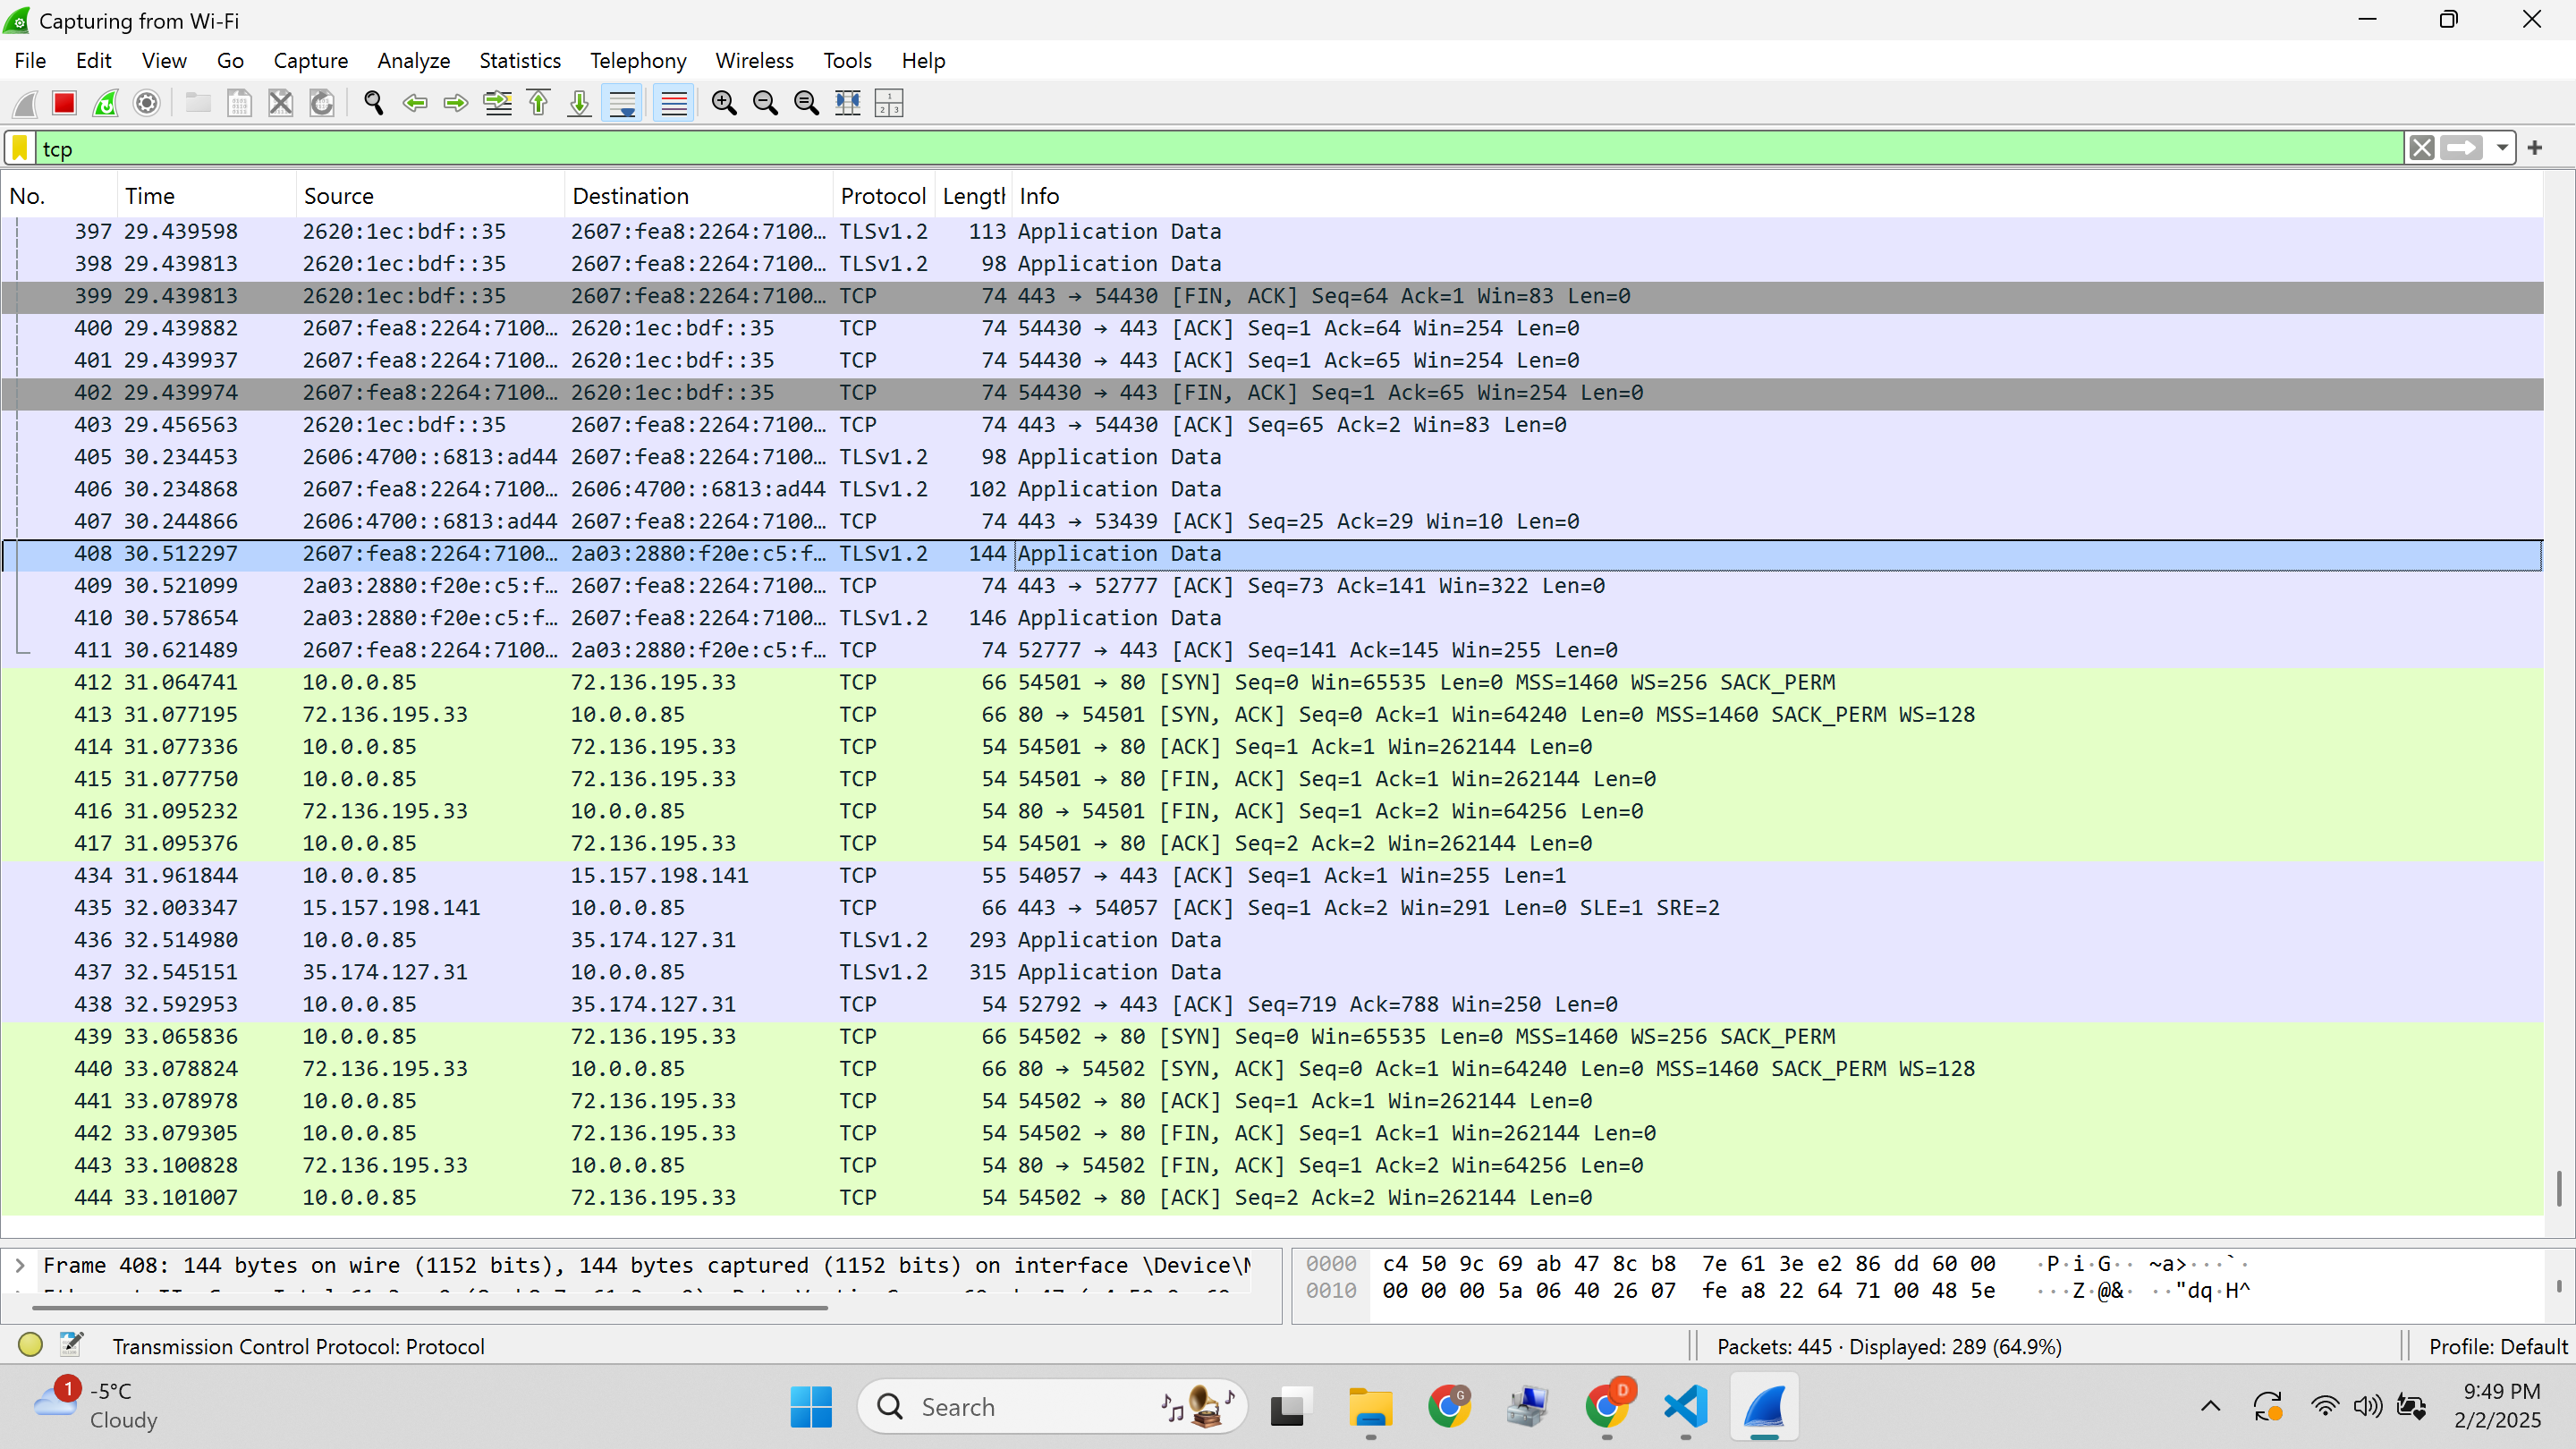 Capturing from Wi-Fi
File Edit View Go Capture Analyze Statistics Telephony Wireless Tools Help
tcp
No. Time Source Destination Protocol Length Info
397 29.439598 2620:1ec:bdf::35 2607:fea8:2264:7100… TLSv1.2 113 Application Data
398 29.439813 2620:1ec:bdf::35 2607:fea8:2264:7100… TLSv1.2 98 Application Data
399 29.439813 2620:1ec:bdf::35 2607:fea8:2264:7100… TCP 74 443 → 54430 [FIN, ACK] Seq=64 Ack=1 Win=83 Len=0
400 29.439882 2607:fea8:2264:7100… 2620:1ec:bdf::35 TCP 74 54430 → 443 [ACK] Seq=1 Ack=64 Win=254 Len=0
401 29.439937 2607:fea8:2264:7100… 2620:1ec:bdf::35 TCP 74 54430 → 443 [ACK] Seq=1 Ack=65 Win=254 Len=0
402 29.439974 2607:fea8:2264:7100… 2620:1ec:bdf::35 TCP 74 54430 → 443 [FIN, ACK] Seq=1 Ack=65 Win=254 Len=0
403 29.456563 2620:1ec:bdf::35 2607:fea8:2264:7100… TCP 74 443 → 54430 [ACK] Seq=65 Ack=2 Win=83 Len=0
405 30.234453 2606:4700::6813:ad44 2607:fea8:2264:7100… TLSv1.2 98 Application Data
406 30.234868 2607:fea8:2264:7100… 2606:4700::6813:ad44 TLSv1.2 102 Application Data
407 30.244866 2606:4700::6813:ad44 2607:fea8:2264:7100… TCP 74 443 → 53439 [ACK] Seq=25 Ack=29 Win=10 Len=0
408 30.512297 2607:fea8:2264:7100… 2a03:2880:f20e:c5:f… TLSv1.2 144 Application Data
409 30.521099 2a03:2880:f20e:c5:f… 2607:fea8:2264:7100… TCP 74 443 → 52777 [ACK] Seq=73 Ack=141 Win=322 Len=0
410 30.578654 2a03:2880:f20e:c5:f… 2607:fea8:2264:7100… TLSv1.2 146 Application Data
411 30.621489 2607:fea8:2264:7100… 2a03:2880:f20e:c5:f… TCP 74 52777 → 443 [ACK] Seq=141 Ack=145 Win=255 Len=0
412 31.064741 10.0.0.85 72.136.195.33 TCP 66 54501 → 80 [SYN] Seq=0 Win=65535 Len=0 MSS=1460 WS=256 SACK_PERM
413 31.077195 72.136.195.33 10.0.0.85 TCP 66 80 → 54501 [SYN, ACK] Seq=0 Ack=1 Win=64240 Len=0 MSS=1460 SACK_PERM WS=128
414 31.077336 10.0.0.85 72.136.195.33 TCP 54 54501 → 80 [ACK] Seq=1 Ack=1 Win=262144 Len=0
415 31.077750 10.0.0.85 72.136.195.33 TCP 54 54501 → 80 [FIN, ACK] Seq=1 Ack=1 Win=262144 Len=0
416 31.095232 72.136.195.33 10.0.0.85 TCP 54 80 → 54501 [FIN, ACK] Seq=1 Ack=2 Win=64256 Len=0
417 31.095376 10.0.0.85 72.136.195.33 TCP 54 54501 → 80 [ACK] Seq=2 Ack=2 Win=262144 Len=0
434 31.961844 10.0.0.85 15.157.198.141 TCP 55 54057 → 443 [ACK] Seq=1 Ack=1 Win=255 Len=1
435 32.003347 15.157.198.141 10.0.0.85 TCP 66 443 → 54057 [ACK] Seq=1 Ack=2 Win=291 Len=0 SLE=1 SRE=2
436 32.514980 10.0.0.85 35.174.127.31 TLSv1.2 293 Application Data
437 32.545151 35.174.127.31 10.0.0.85 TLSv1.2 315 Application Data
438 32.592953 10.0.0.85 35.174.127.31 TCP 54 52792 → 443 [ACK] Seq=719 Ack=788 Win=250 Len=0
439 33.065836 10.0.0.85 72.136.195.33 TCP 66 54502 → 80 [SYN] Seq=0 Win=65535 Len=0 MSS=1460 WS=256 SACK_PERM
440 33.078824 72.136.195.33 10.0.0.85 TCP 66 80 → 54502 [SYN, ACK] Seq=0 Ack=1 Win=64240 Len=0 MSS=1460 SACK_PERM WS=128
441 33.078978 10.0.0.85 72.136.195.33 TCP 54 54502 → 80 [ACK] Seq=1 Ack=1 Win=262144 Len=0
442 33.079305 10.0.0.85 72.136.195.33 TCP 54 54502 → 80 [FIN, ACK] Seq=1 Ack=1 Win=262144 Len=0
443 33.100828 72.136.195.33 10.0.0.85 TCP 54 80 → 54502 [FIN, ACK] Seq=1 Ack=2 Win=64256 Len=0
444 33.101007 10.0.0.85 72.136.195.33 TCP 54 54502 → 80 [ACK] Seq=2 Ack=2 Win=262144 Len=0
Frame 408: 144 bytes on wire (1152 bits), 144 bytes captured (1152 bits) on interface \Device\
0000 c4 50 9c 69 ab 47 8c b8 7e 61 3e e2 86 dd 60 00 ·P·i·G·· ~a>···`·
0010 00 00 00 5a 06 40 26 07 fe a8 22 64 71 00 48 5e ···Z·@&· ··"dq·H^
Transmission Control Protocol: Protocol
Packets: 445 · Displayed: 289 (64.9%)
Profile: Default
1
-5°C
Cloudy
Search
G
D
9:49 PM
2/2/2025